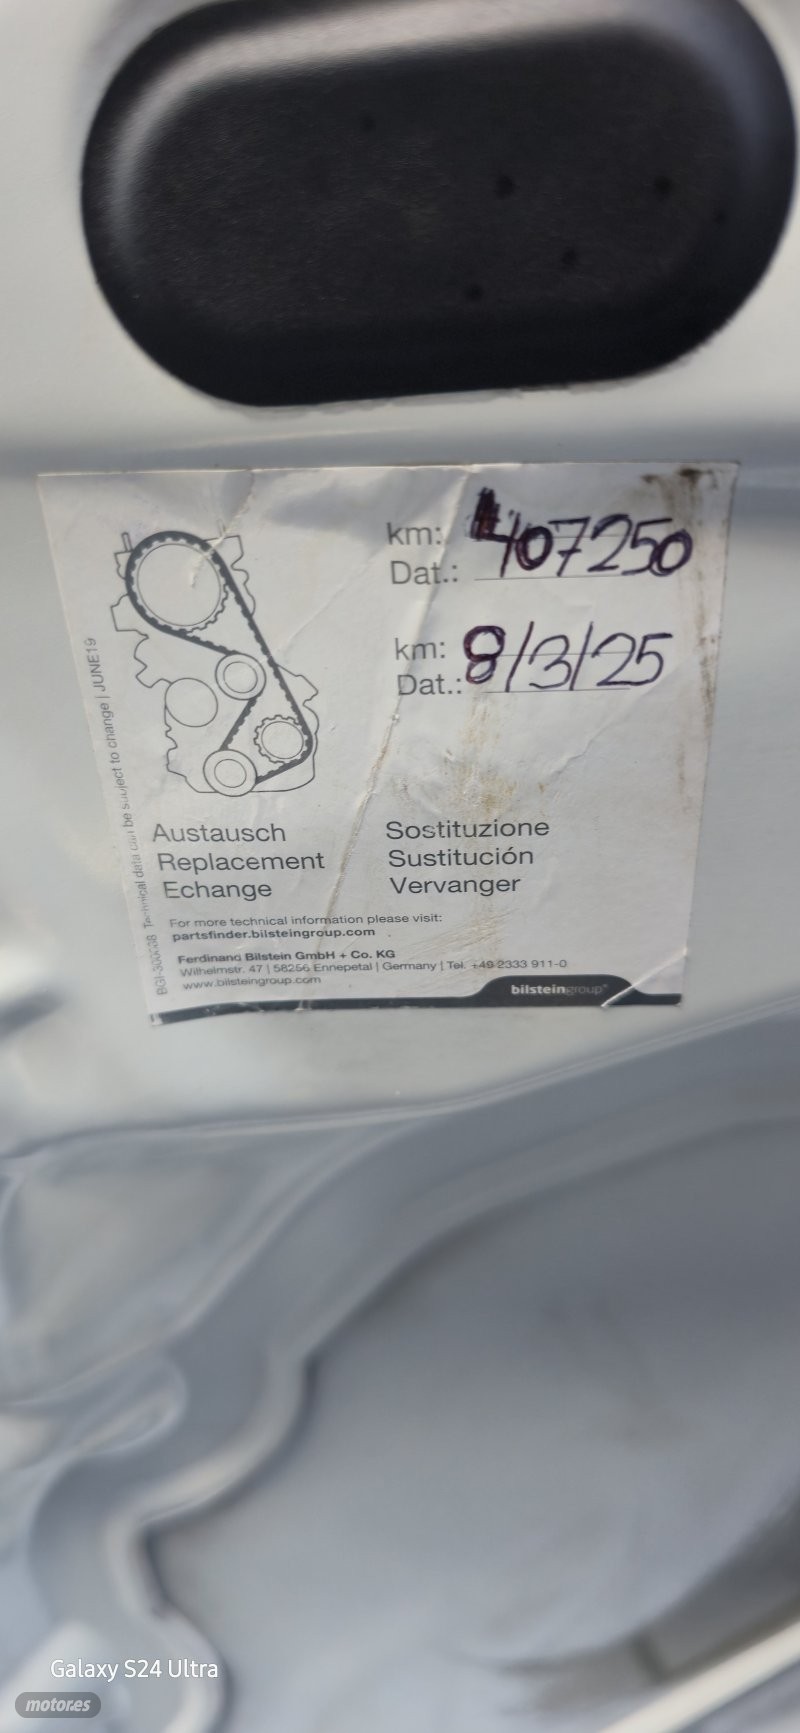 km: 407250
Dat.:
km: 8/3/25
Dat.:
Austausch
Replacement
Echange
Sostituzione
Sustitución
Vervanger
For more technical information please visit:
partsfinder.bilsteingroup.com
Ferdinand Bilstein GmbH + Co. KG
Wilhelmstr. 47 | 58256 Ennepetal | Germany | Tel. +49 2333 911-0
www.bilsteingroup.com
bilsteingroup®
Technical data can be subject to change | JUNE19
Galaxy S24 Ultra
motor.es